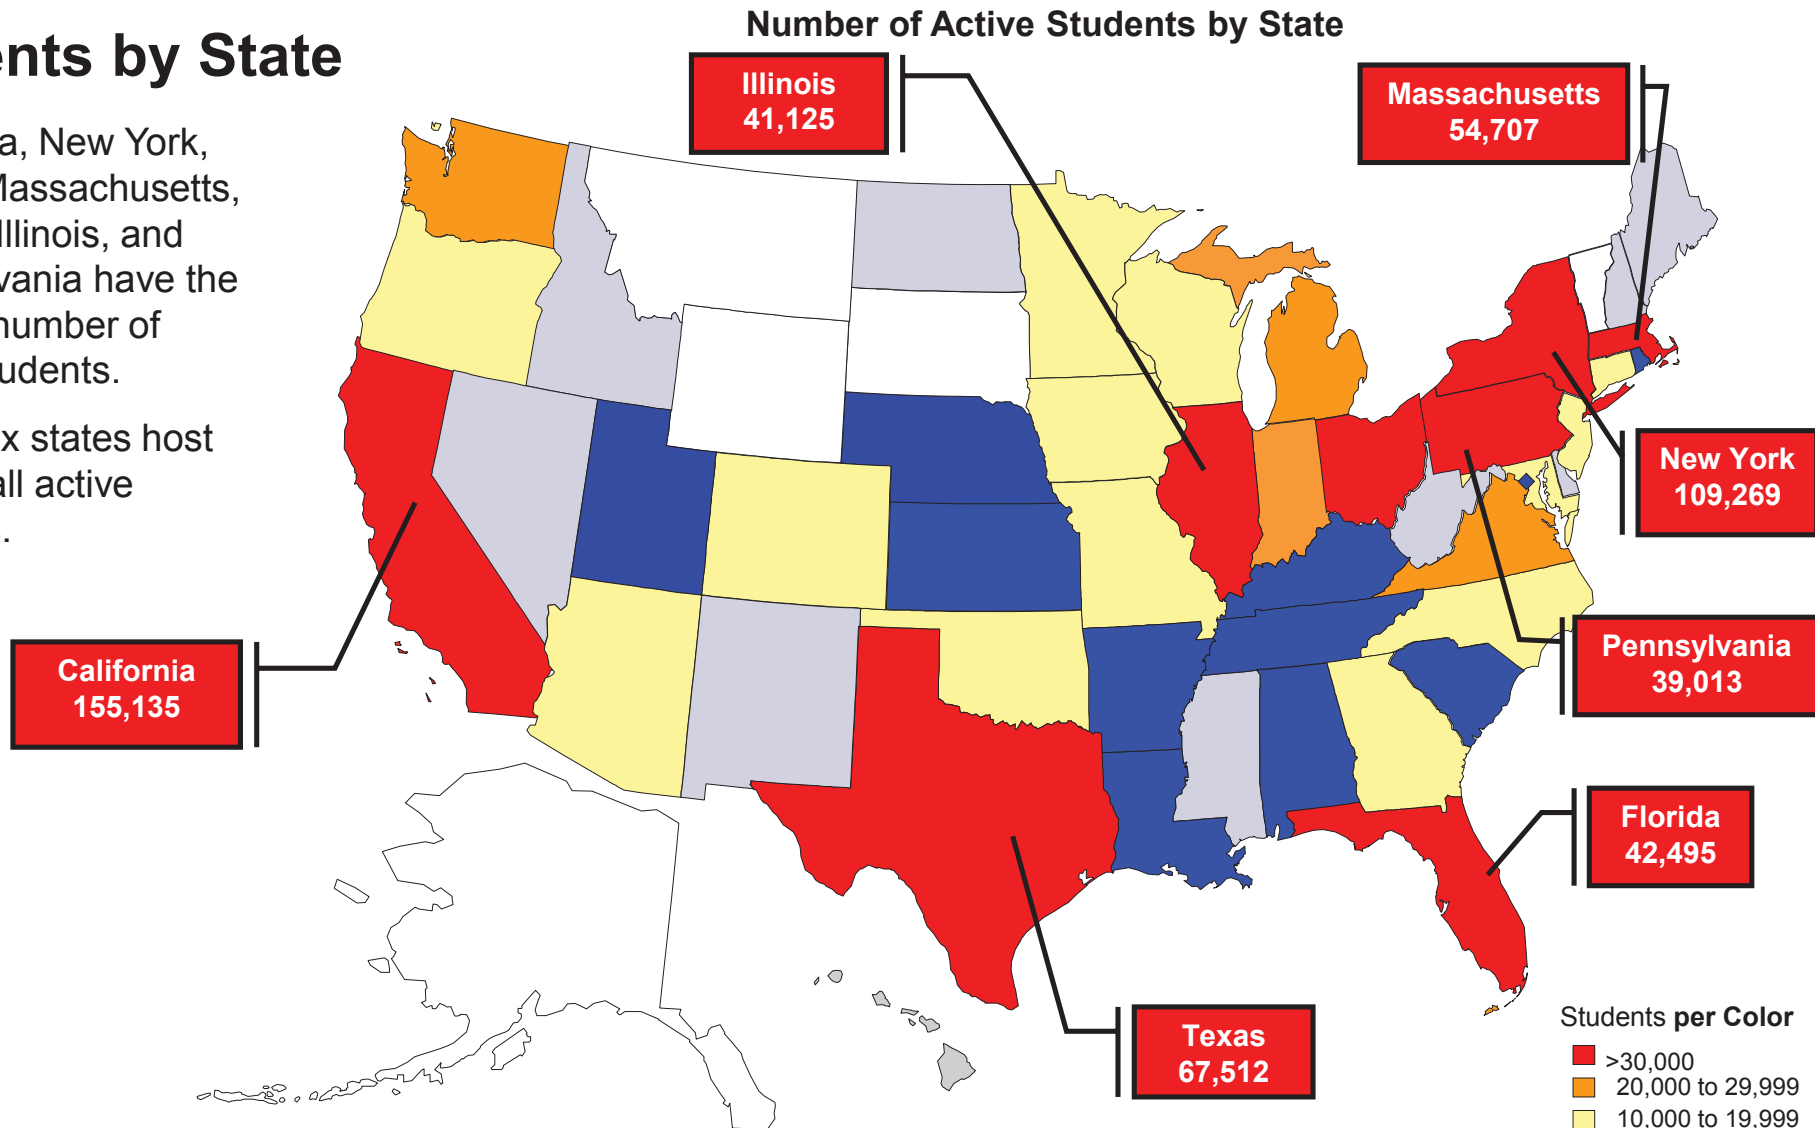 ents by State
a, New York,
Massachusetts,
Illinois, and
vania have the
number of
udents.
x states host
all active
.
Number of Active Students by State
Illinois
41,125
Massachusetts
54,707
New York
109,269
Pennsylvania
39,013
California
155,135
Florida
42,495
Texas
67,512
Students per Color
>30,000
20,000 to 29,999
10,000 to 19,999